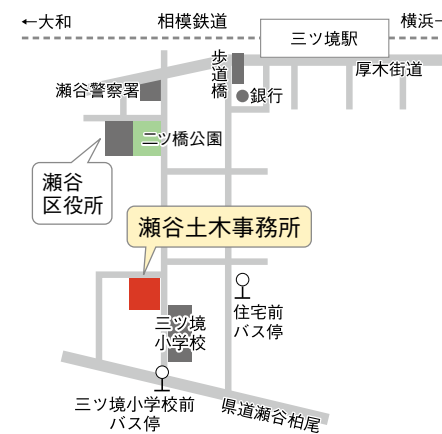 ←大和
相模鉄道
横浜→
三ツ境駅
厚木街道
歩道橋
瀬谷警察署
銀行
二ツ橋公園
瀬谷
区役所
瀬谷土木事務所
三ツ境
小学校
住宅前
バス停
三ツ境小学校前
バス停
県道瀬谷柏尾